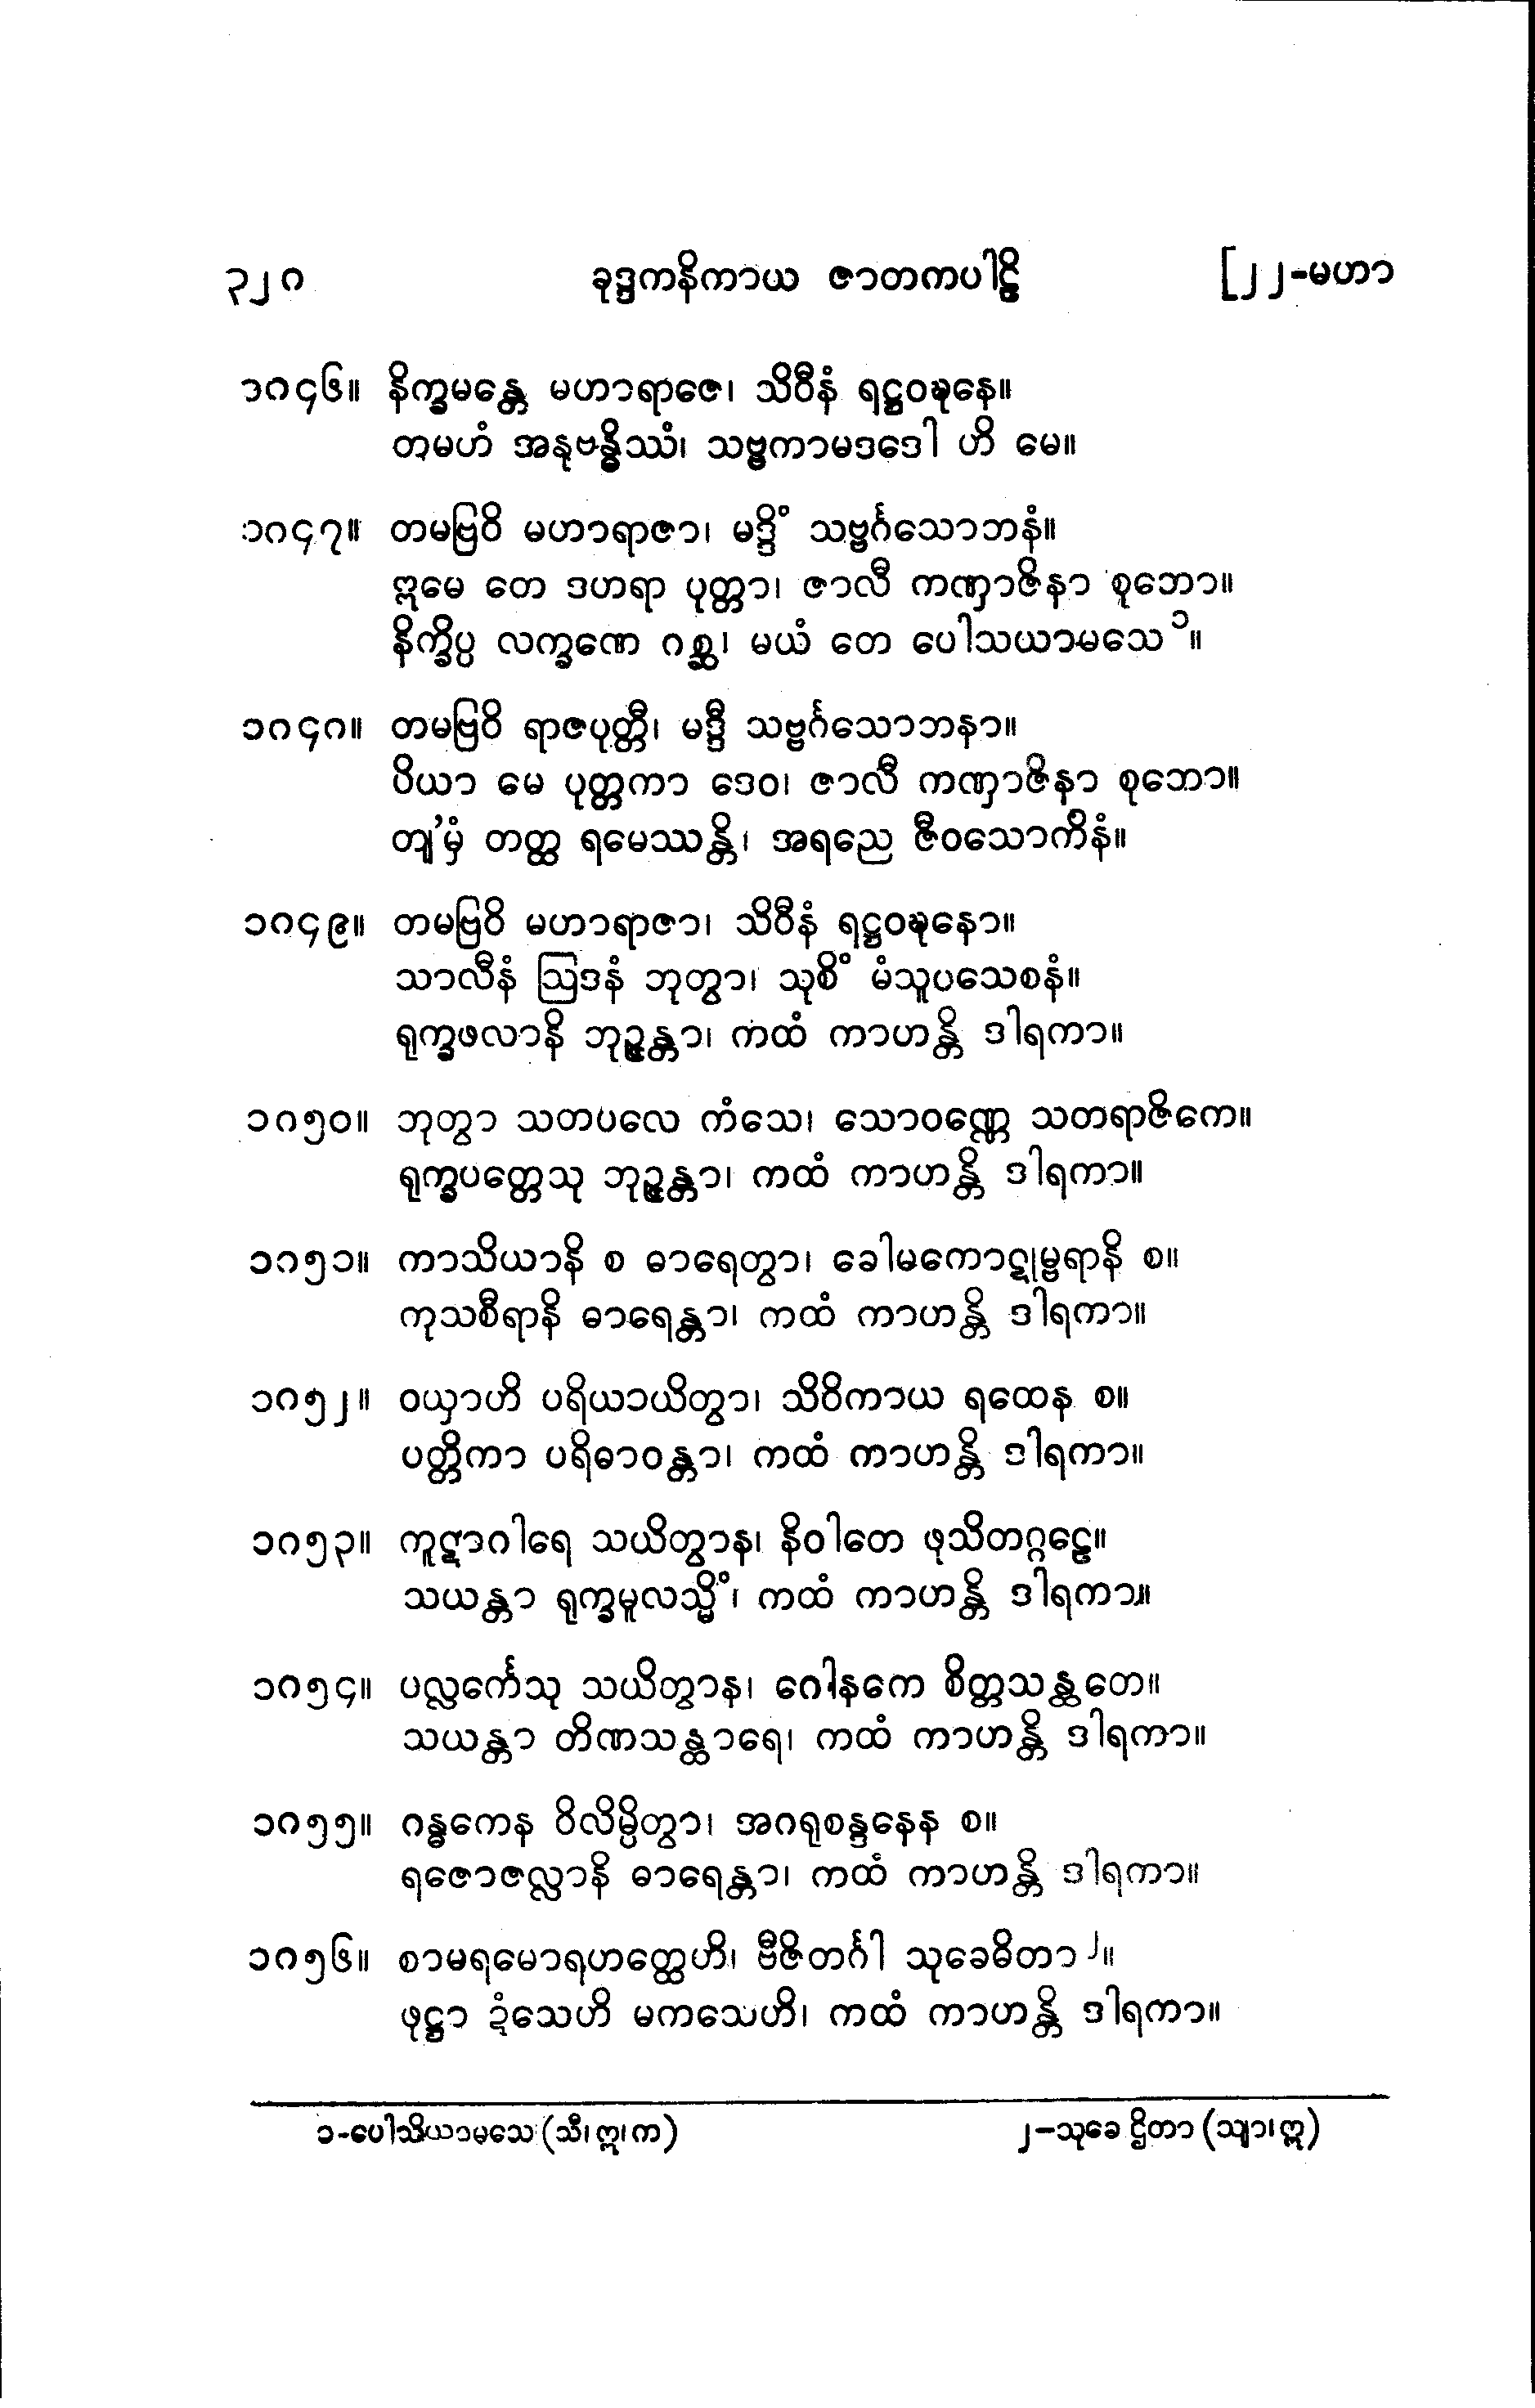 ၃၂၈ ခုဒ္ဒကနိကာယ ဇာတကပါဠိ [၂၂-မဟာ
၁၈၄၆။ နိက္ခမန္တေ မဟာရာဇေ၊ သိဝီနံ ရဋ္ဌဝဍ္ဎနေ။
တမဟံ အနုဗန္ဓိဿံ၊ သဗ္ဗကာမဒဒေါ ဟိ မေ။
၁၈၄၇။ တမဗြဝိ မဟာရာဇာ၊ မဒ္ဒိံ သဗ္ဗင်္ဂသောဘနံ။
ဣမေ တေ ဒဟရာ ပုတ္တာ၊ ဇာလီ ကဏှာဇိနာ စုဘော။
နိက္ခိပ္ပ လက္ခဏေ ဂစ္ဆ၊ မယံ တေ ပေါသယာမသေ ၁။
၁၈၄၈။ တမဗြဝိ ရာဇပုတ္တီ၊ မဒ္ဒီ သဗ္ဗင်္ဂသောဘနာ။
ပိယာ မေ ပုတ္တကာ ဒေဝ၊ ဇာလီ ကဏှာဇိနာ စုဘော။
တျ'မှံ တတ္ထ ရမေဿန္တိ၊ အရညေ ဇီဝသောကိနံ။
၁၈၄၉။ တမဗြဝိ မဟာရာဇာ၊ သိဝီနံ ရဋ္ဌဝဍ္ဎနော။
သာလီနံ ဩဒနံ ဘုတွာ၊ သုစိံ မံသူပသေစနံ။
ရုက္ခဖလာနိ ဘုဉ္ဇန္တာ၊ ကထံ ကာဟန္တိ ဒါရကာ။
၁၈၅၀။ ဘုတွာ သတပလေ ကံသေ၊ သောဝဏ္ဏေ သတရာဇိကေ။
ရုက္ခပတ္တေသု ဘုဉ္ဇန္တာ၊ ကထံ ကာဟန္တိ ဒါရကာ။
၁၈၅၁။ ကာသိယာနိ စ ဓာရေတွာ၊ ခေါမကောဋုမ္ဗရာနိ စ။
ကုသစီရာနိ ဓာရေန္တာ၊ ကထံ ကာဟန္တိ ဒါရကာ။
၁၈၅၂။ ဝယှာဟိ ပရိယာယိတွာ၊ သိဝိကာယ ရထေန စ။
ပတ္တိကာ ပရိဓာဝန္တာ၊ ကထံ ကာဟန္တိ ဒါရကာ။
၁၈၅၃။ ကူဋာဂါရေ သယိတွာန၊ နိဝါတေ ဖုသိတဂ္ဂဠေ။
သယန္တာ ရုက္ခမူလသ္မိံ၊ ကထံ ကာဟန္တိ ဒါရကာ။
၁၈၅၄။ ပလ္လင်္ကေသု သယိတွာန၊ ဂေါနကေ စိတ္တသန္ထတေ။
သယန္တာ တိဏသန္ထာရေ၊ ကထံ ကာဟန္တိ ဒါရကာ။
၁၈၅၅။ ဂန္ဓကေန ဝိလိမ္ပိတွာ၊ အဂရုစန္ဒနေန စ။
ရဇောဇလ္လာနိ ဓာရေန္တာ၊ ကထံ ကာဟန္တိ ဒါရကာ။
၁၈၅၆။ စာမရမောရဟတ္ထေဟိ၊ ဗီဇိတင်္ဂါ သုခေဓိတာ ၂။
ဖုဋ္ဌာ ဍံသေဟိ မကသေဟိ၊ ကထံ ကာဟန္တိ ဒါရကာ။
၁-ပေါသိယာမသေ (သီ၊ ဣ၊ က) ၂-သုခေ ဌိတာ (သျာ၊ ဣ)